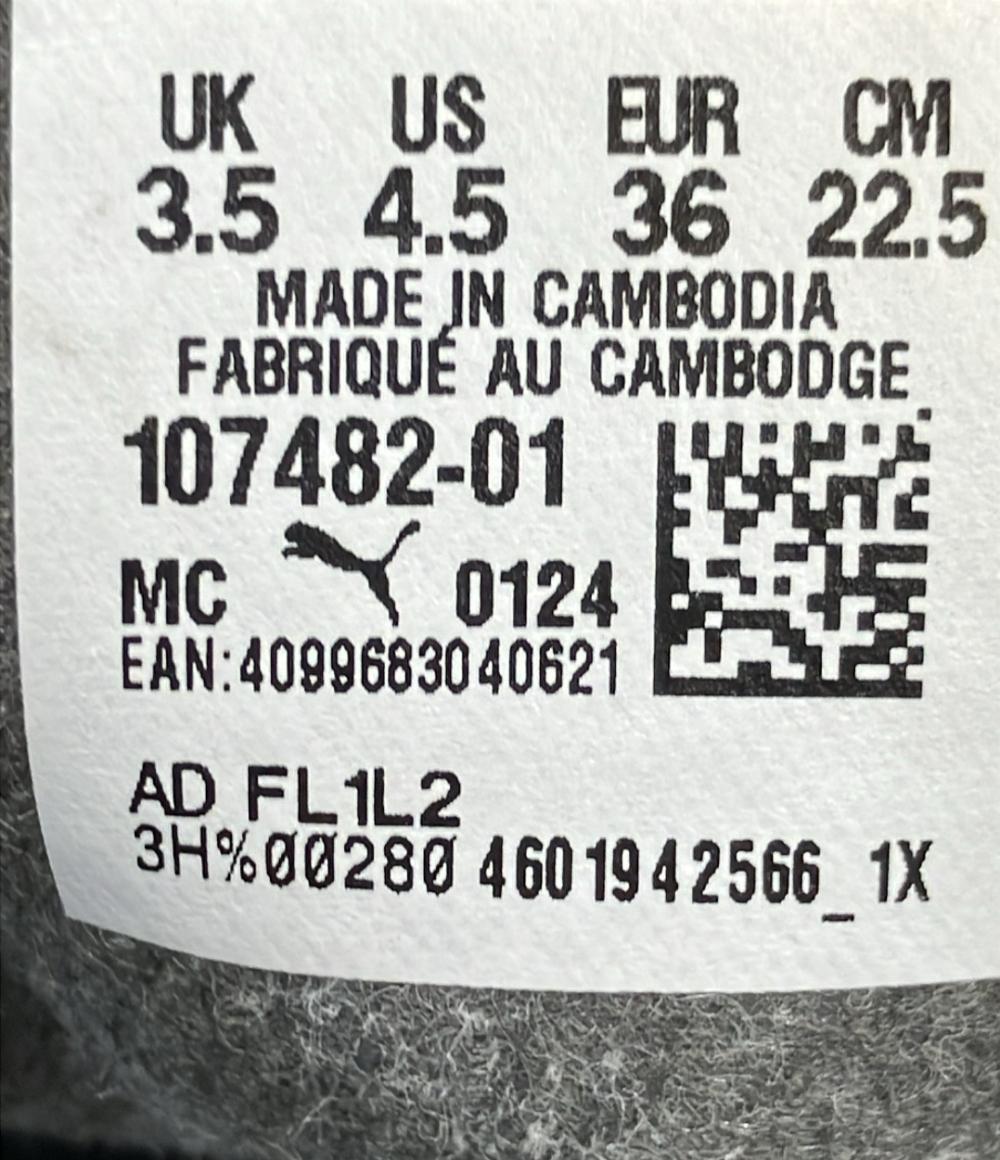 UK US EUR CM
3.5 4.5 36 22.5
MADE IN CAMBODIA
FABRIQUÉ AU CAMBODGE
107482-01
MC 0124
EAN:4099683040621
AD FL1L2
3H%00280 4601942566_1X